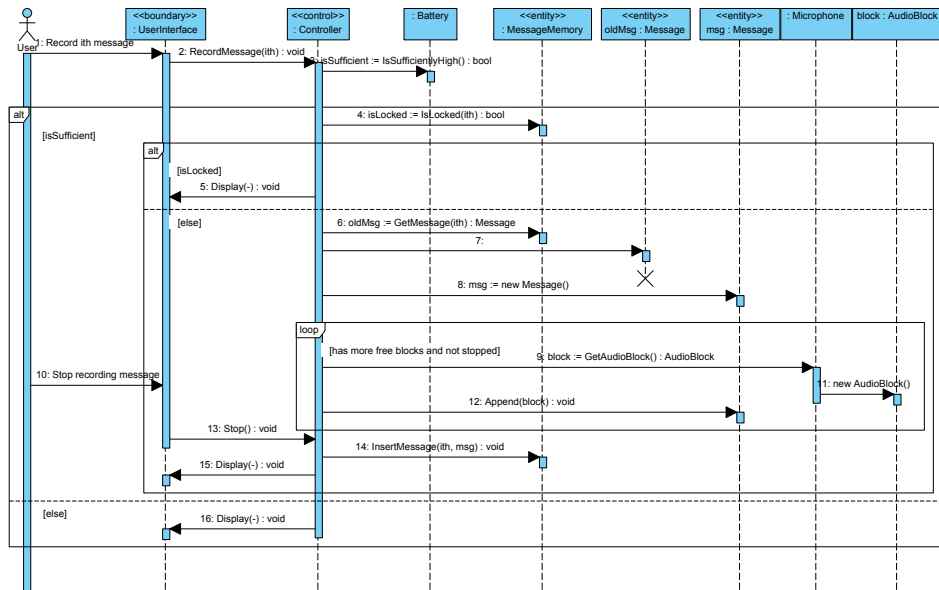 <<boundary>>
: UserInterface
<<control>>
: Controller
: Battery
<<entity>>
: MessageMemory
<<entity>>
oldMsg : Message
<<entity>>
msg : Message
: Microphone
block : AudioBlock
User
1: Record ith message
2: RecordMessage(ith) : void
3: isSufficient := IsSufficientlyHigh() : bool
alt
4: isLocked := IsLocked(ith) : bool
[isSufficient]
alt
[isLocked]
5: Display(-) : void
[else]
6: oldMsg := GetMessage(ith) : Message
7:
8: msg := new Message()
loop
[has more free blocks and not stopped]
9: block := GetAudioBlock() : AudioBlock
10: Stop recording message
11: new AudioBlock()
12: Append(block) : void
13: Stop() : void
14: InsertMessage(ith, msg) : void
15: Display(-) : void
[else]
16: Display(-) : void